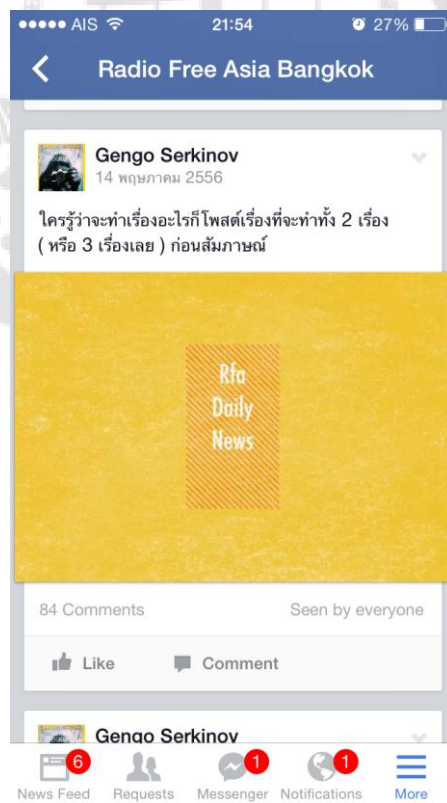 AIS 21:54 27%
Radio Free Asia Bangkok
Gengo Serkinov
14 พฤษภาคม 2556
ใครรู้ว่าจะทำเรื่องอะไรก็โพสต์เรื่องที่จะทำทั้ง 2 เรื่อง
( หรือ 3 เรื่องเลย ) ก่อนสัมภาษณ์
Rfa
Daily
News
84 Comments Seen by everyone
Like Comment
Gengo Serkinov
6 1 1
News Feed Requests Messenger Notifications More